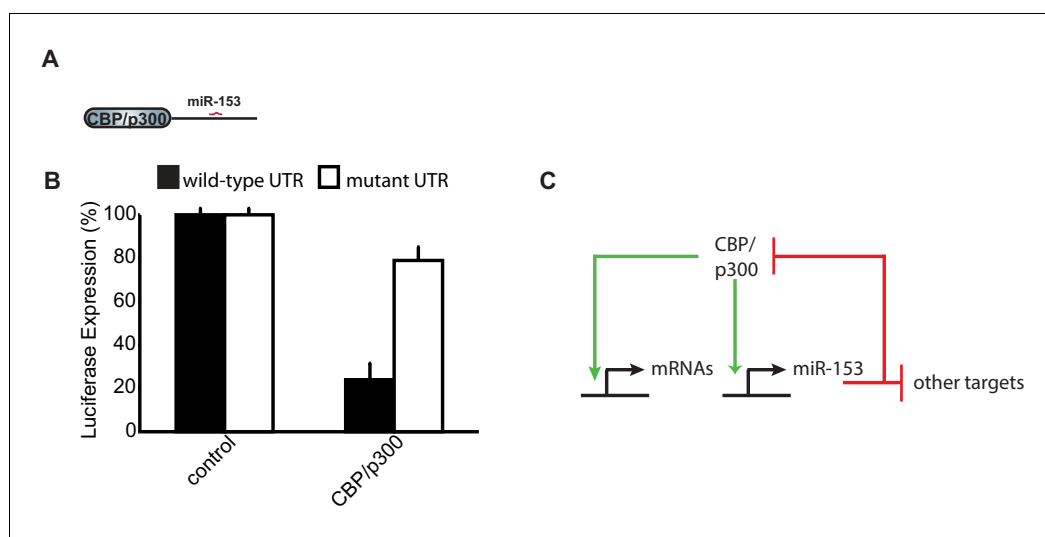 A
miR-153
CBP/p300
B
wild-type UTR
mutant UTR
Luciferase Expression (%)
100
80
60
40
20
0
control
CBP/p300
C
CBP/
p300
mRNAs
miR-153
other targets